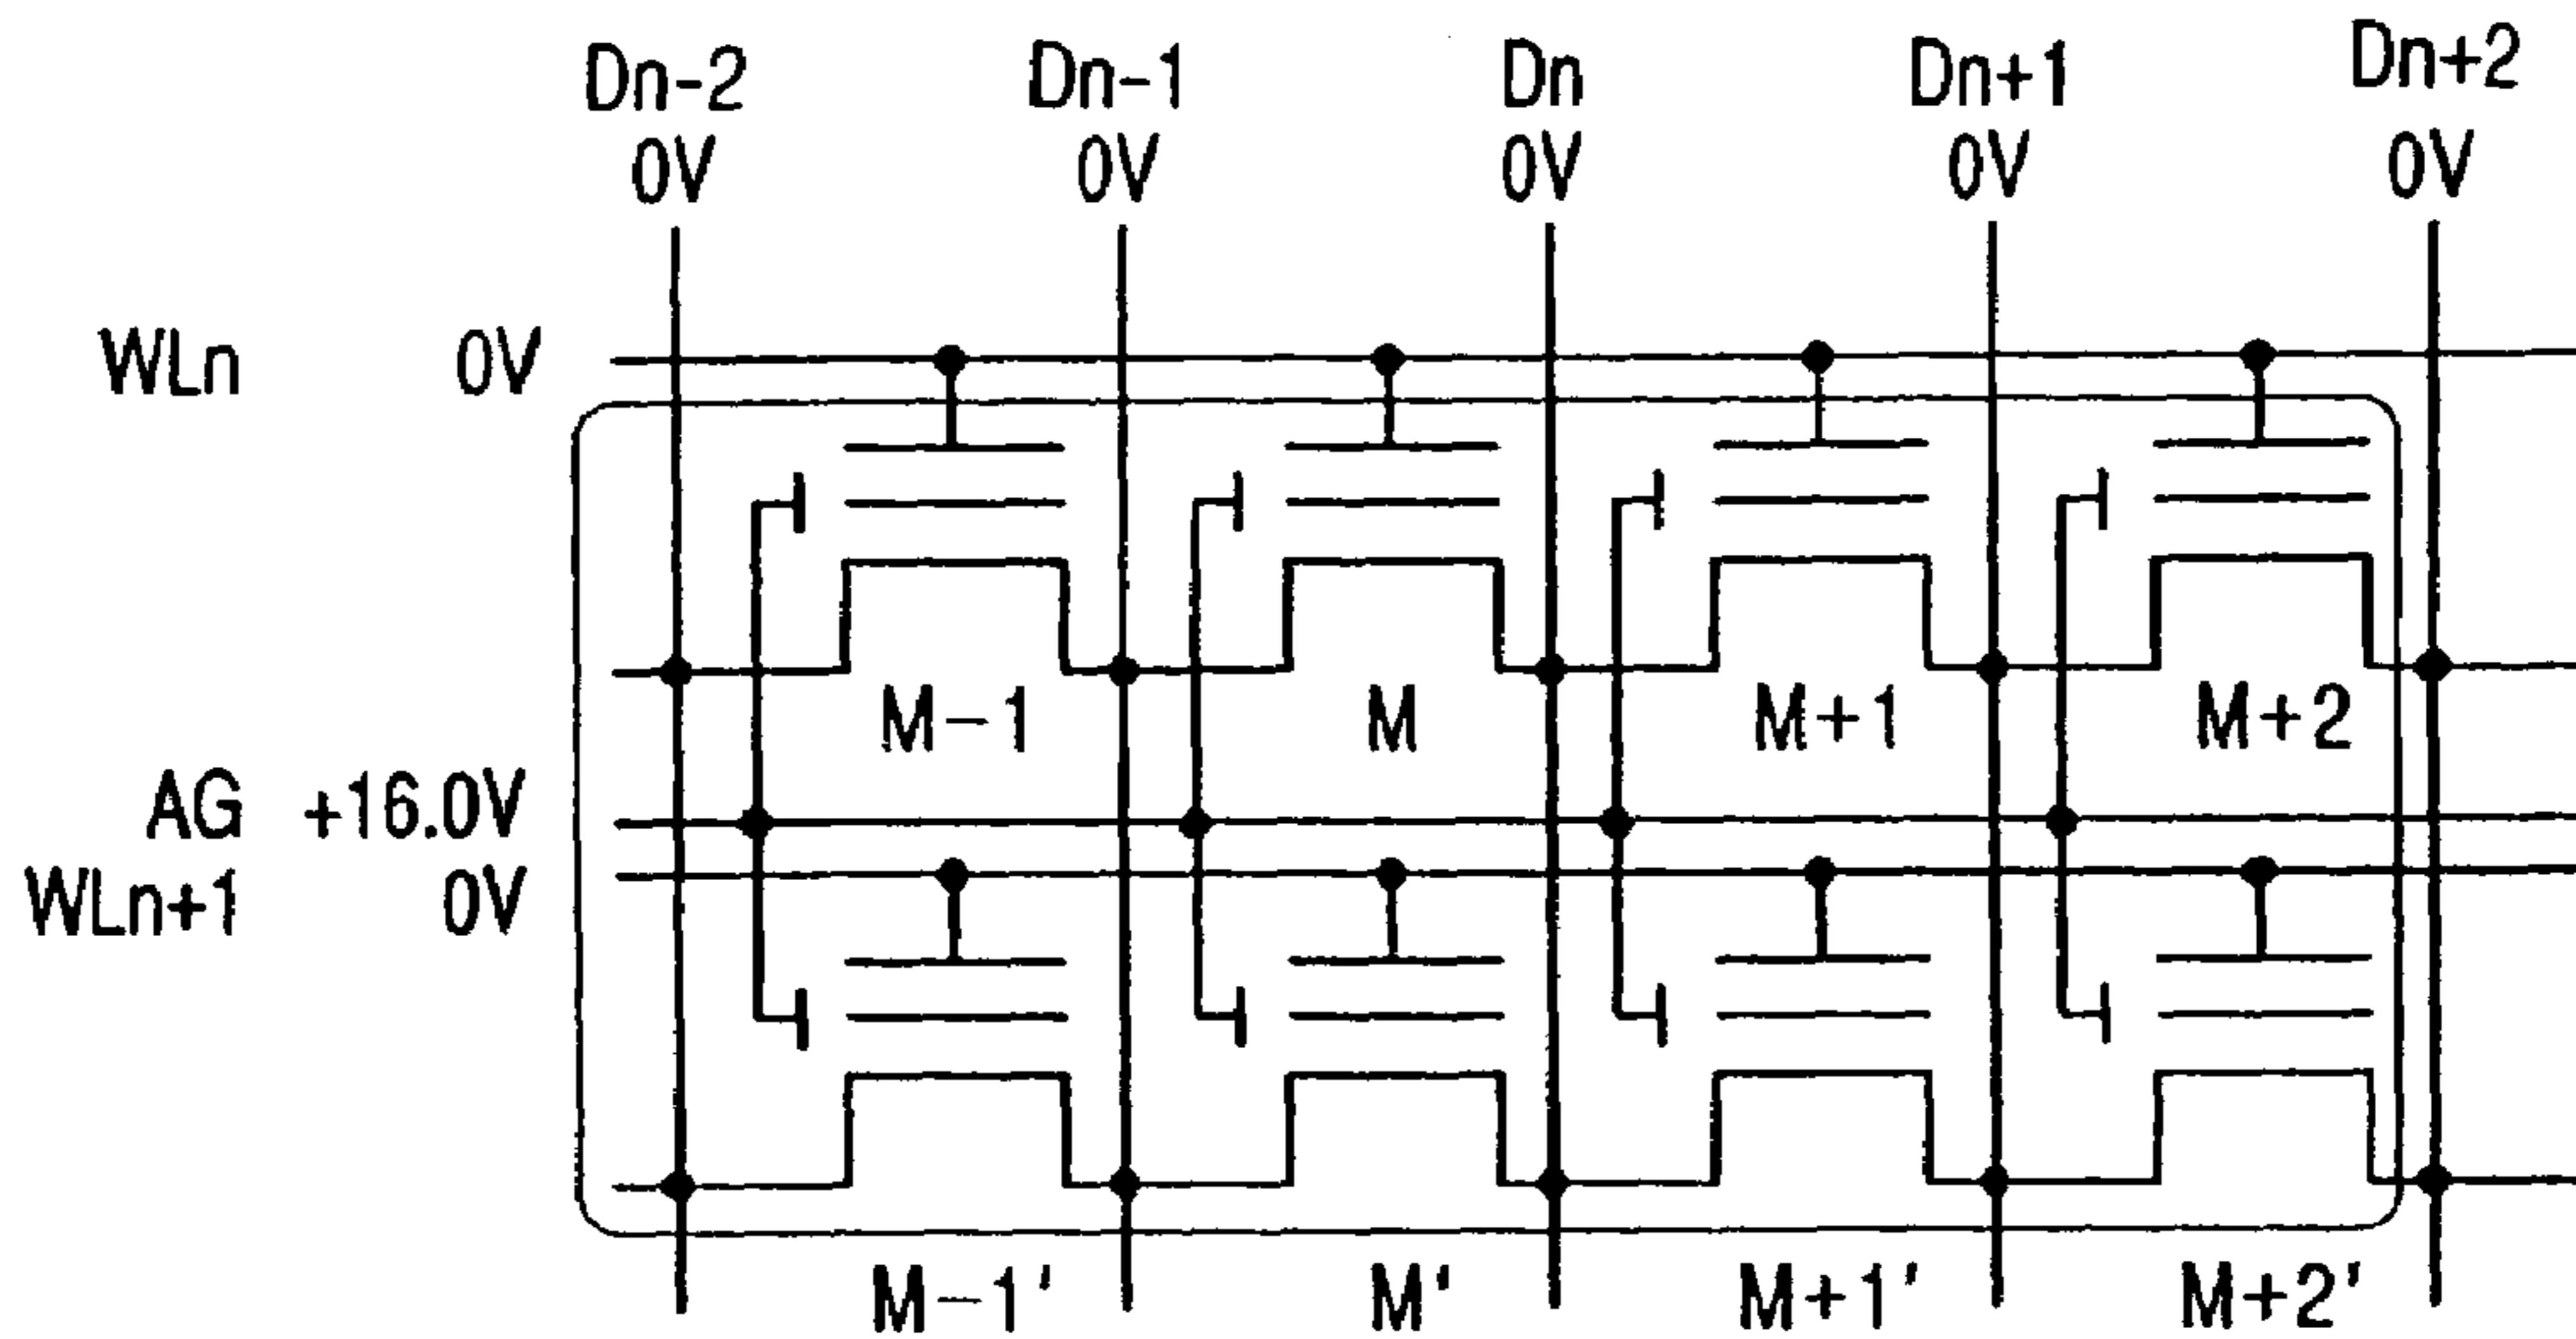 Dn-2 Dn-1 Dn Dn+1 Dn+2
0V 0V 0V 0V 0V
WLn 0V
M-1 M M+1 M+2
AG +16.0V
WLn+1 0V
M-1' M' M+1' M+2'